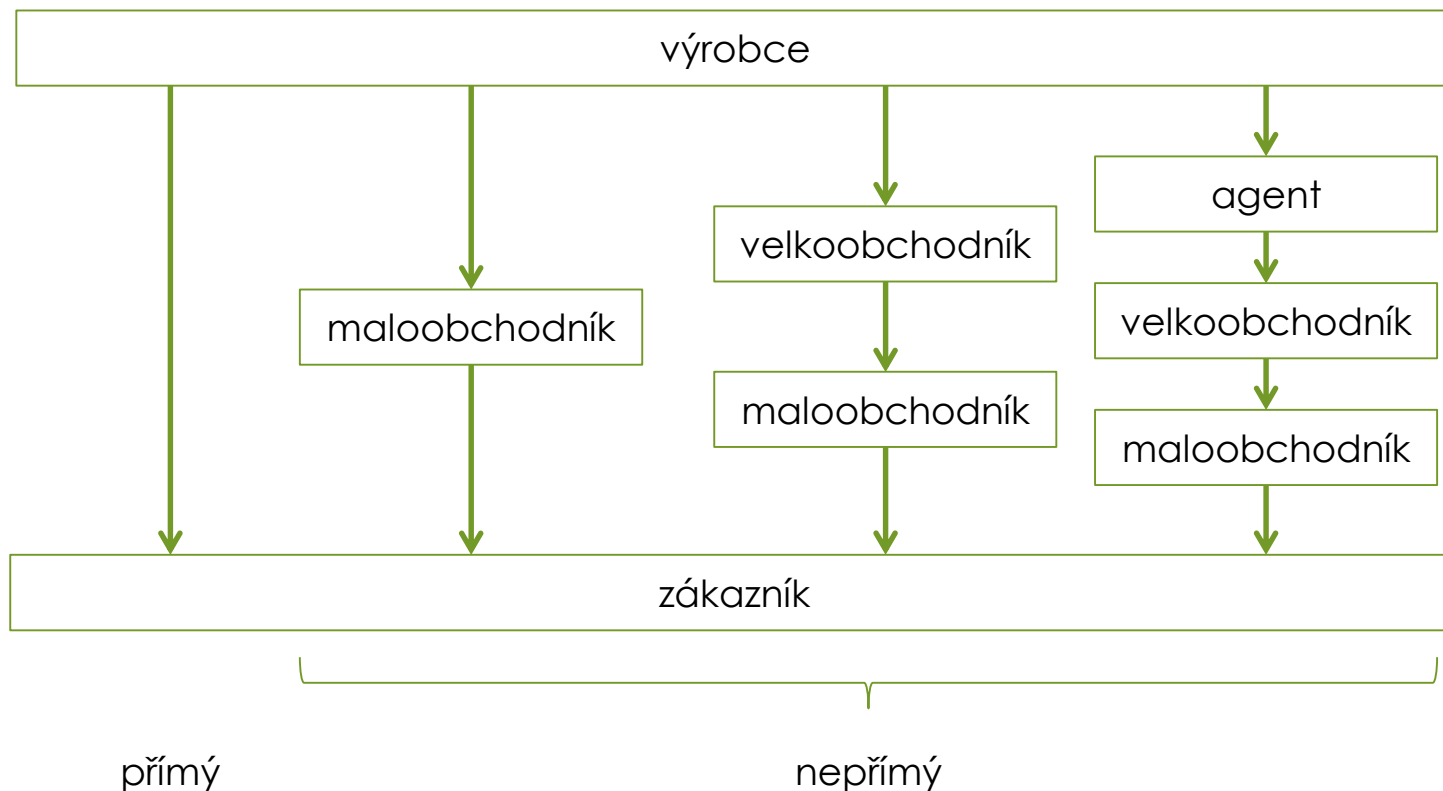 výrobce
agent
velkoobchodník
velkoobchodník
maloobchodník
maloobchodník
maloobchodník
zákazník
přímý
nepřímý